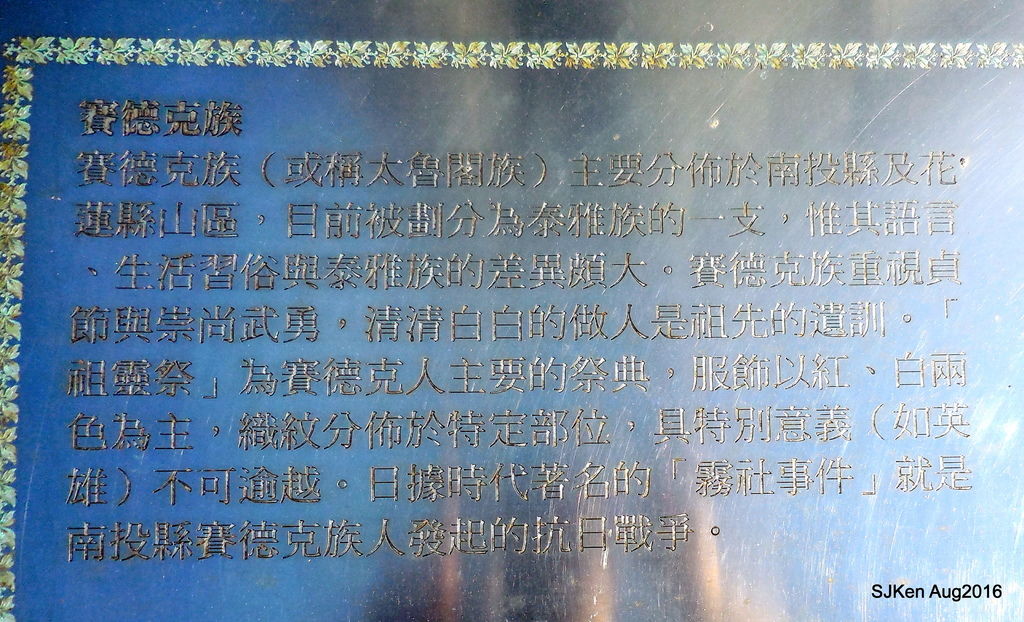 賽德克族
賽德克族（或稱太魯閣族）主要分佈於南投縣及花
蓮縣山區，目前被劃分為泰雅族的一支，惟其語言
、生活習俗與泰雅族的差異頗大。賽德克族重視貞
節與崇尚武勇，清清白白的做人是祖先的遺訓。「
祖靈祭」為賽德克人主要的祭典，服飾以紅、白兩
色為主，織紋分佈於特定部位，具特別意義（如英
雄）不可逾越。日據時代著名的「霧社事件」就是
南投縣賽德克族人發起的抗日戰爭。
SJKen Aug2016